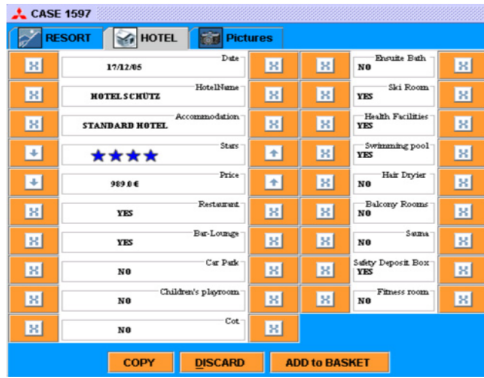 CASE 1597
RESORT HOTEL Pictures
Date
17/12/05
HotelName
HOTEL SCHÜTZ
Accommodation
STANDARD HOTEL
Stars
Price
989.0 €
Restaurant
YES
Bar-Lounge
YES
Car Park
NO
Children's playroom
NO
Cot
NO
Ensuite Bath
NO
Ski Room
YES
Health Facilities
YES
Swimming pool
YES
Hair Dryier
NO
Balcony Rooms
NO
Sauna
NO
Safety Deposit Box
YES
Fitness room
NO
COPY DISCARD ADD to BASKET